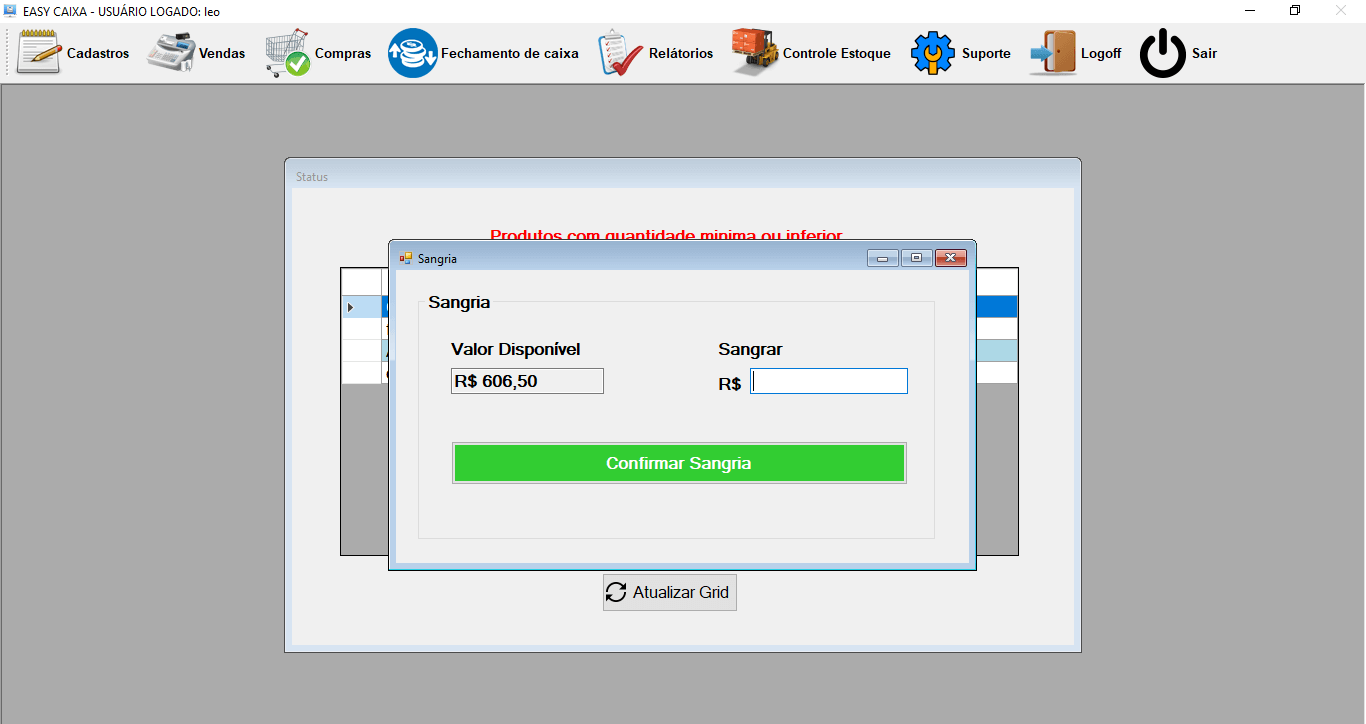 EASY CAIXA - USUÁRIO LOGADO: leo
Cadastros Vendas Compras Fechamento de caixa Relátorios Controle Estoque Suporte Logoff Sair
Status
Produtos com quantidade minima ou inferior
Sangria
Sangria
Valor Disponível Sangrar
R$ 606,50 R$
Confirmar Sangria
Atualizar Grid